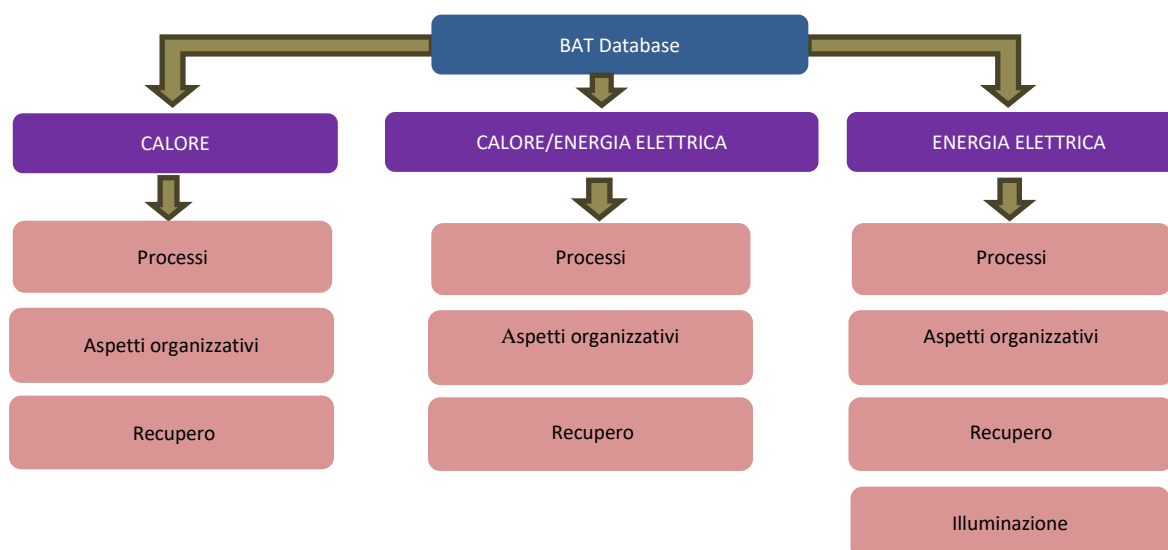 BAT Database
CALORE
CALORE/ENERGIA ELETTRICA
ENERGIA ELETTRICA
Processi
Processi
Processi
Aspetti organizzativi
Aspetti organizzativi
Aspetti organizzativi
Recupero
Recupero
Recupero
Illuminazione